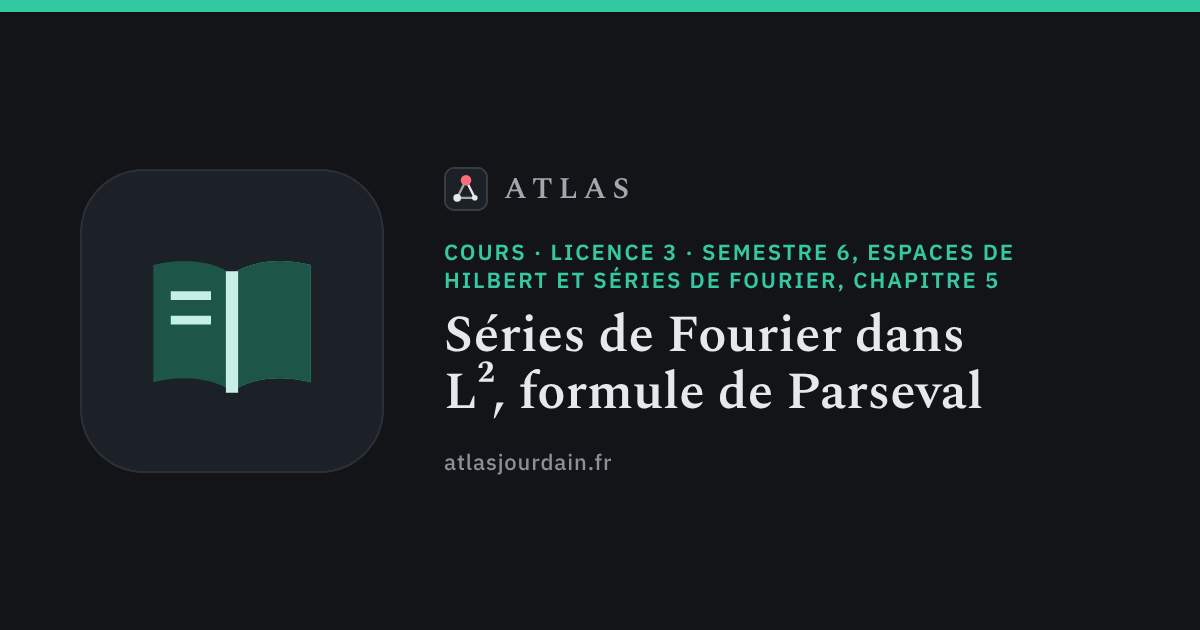 ATLAS
COURS · LICENCE 3 · SEMESTRE 6, ESPACES DE
HILBERT ET SÉRIES DE FOURIER, CHAPITRE 5
Séries de Fourier dans
L², formule de Parseval
atlasjourdain.fr